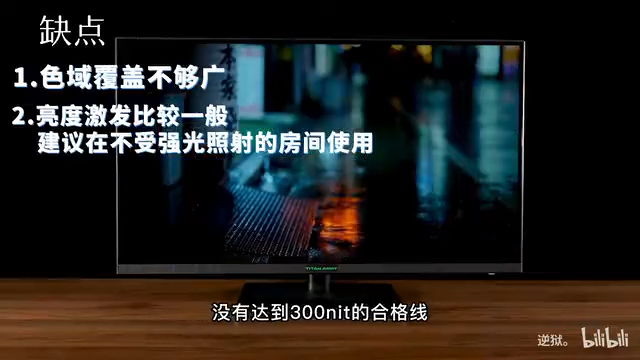 缺点
1.色域覆盖不够广
2.亮度激发比较一般
建议在不受强光照射的房间使用
TITAN ARMY
没有达到300nit的合格线
逆狱。 bilibili